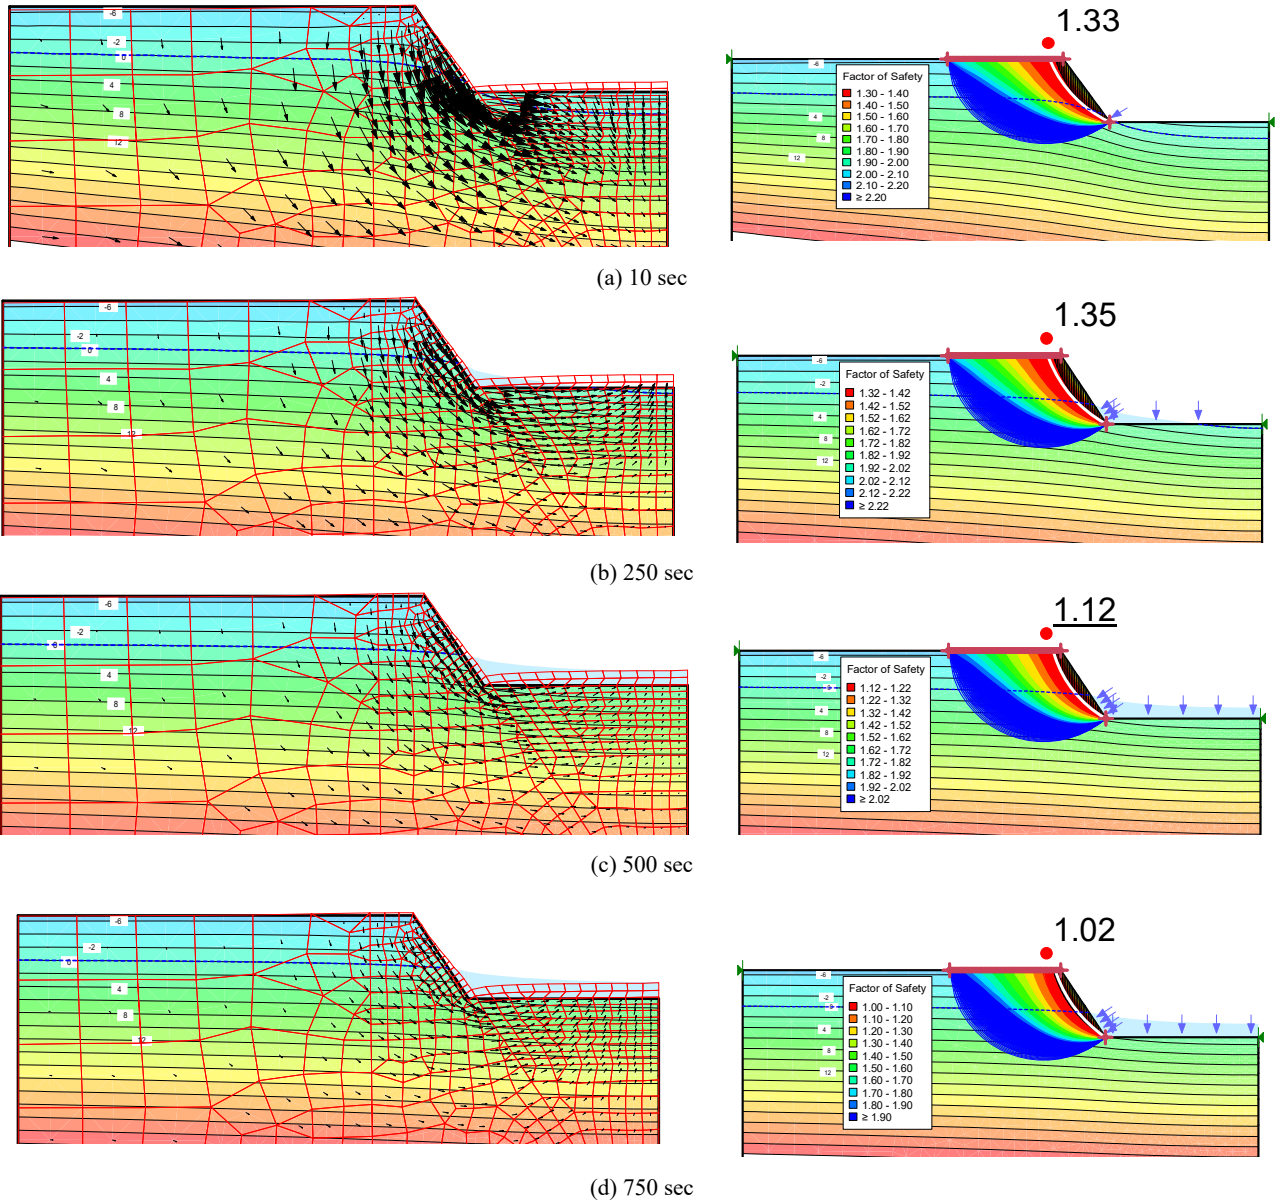 -6
-2
0
4
8
12
1.33
-6
4
8
12
Factor of Safety
1.30 - 1.40
1.40 - 1.50
1.50 - 1.60
1.60 - 1.70
1.70 - 1.80
1.80 - 1.90
1.90 - 2.00
2.00 - 2.10
2.10 - 2.20
≥ 2.20
(a) 10 sec
-6
-2
0
4
8
12
1.35
-6
-2
4
8
12
Factor of Safety
1.32 - 1.42
1.42 - 1.52
1.52 - 1.62
1.62 - 1.72
1.72 - 1.82
1.82 - 1.92
1.92 - 2.02
2.02 - 2.12
2.12 - 2.22
≥ 2.22
(b) 250 sec
-6
-2
4
8
12
1.12
-6
-2
4
8
12
Factor of Safety
1.12 - 1.22
1.22 - 1.32
1.32 - 1.42
1.42 - 1.52
1.52 - 1.62
1.62 - 1.72
1.72 - 1.82
1.82 - 1.92
1.92 - 2.02
≥ 2.02
(c) 500 sec
-6
-2
0
4
8
12
1.02
-6
-2
4
8
12
Factor of Safety
1.00 - 1.10
1.10 - 1.20
1.20 - 1.30
1.30 - 1.40
1.40 - 1.50
1.50 - 1.60
1.60 - 1.70
1.70 - 1.80
1.80 - 1.90
≥ 1.90
(d) 750 sec